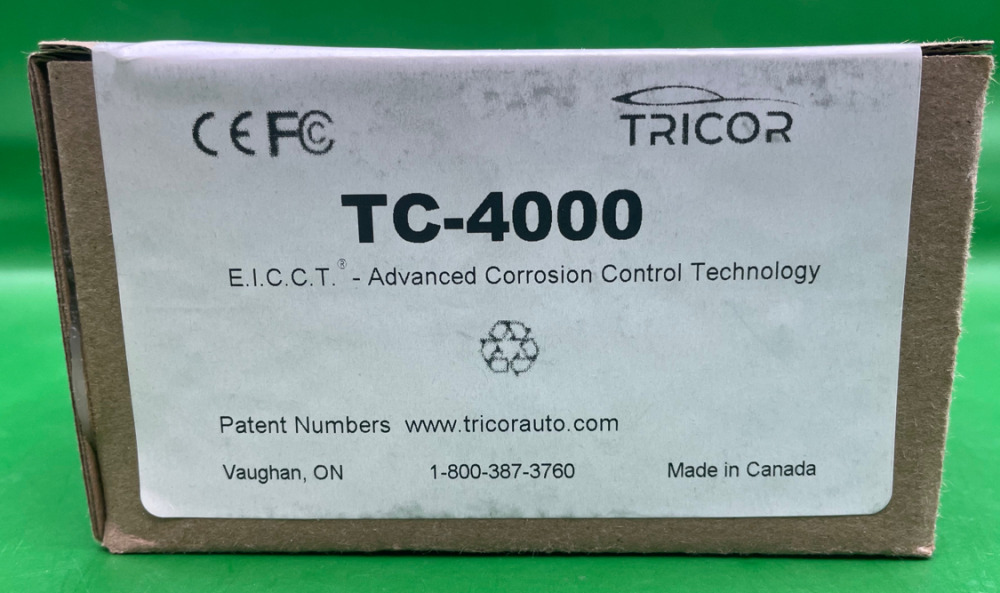 CE FC
TRICOR
TC-4000
E.I.C.C.T.® - Advanced Corrosion Control Technology
Patent Numbers www.tricorauto.com
Vaughan, ON 1-800-387-3760 Made in Canada